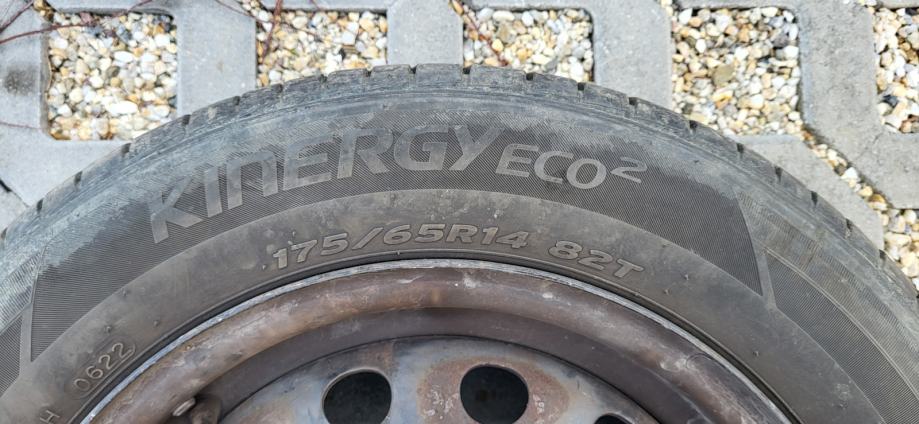 KINERGY ECO2
175/65R14 82T
H 0622